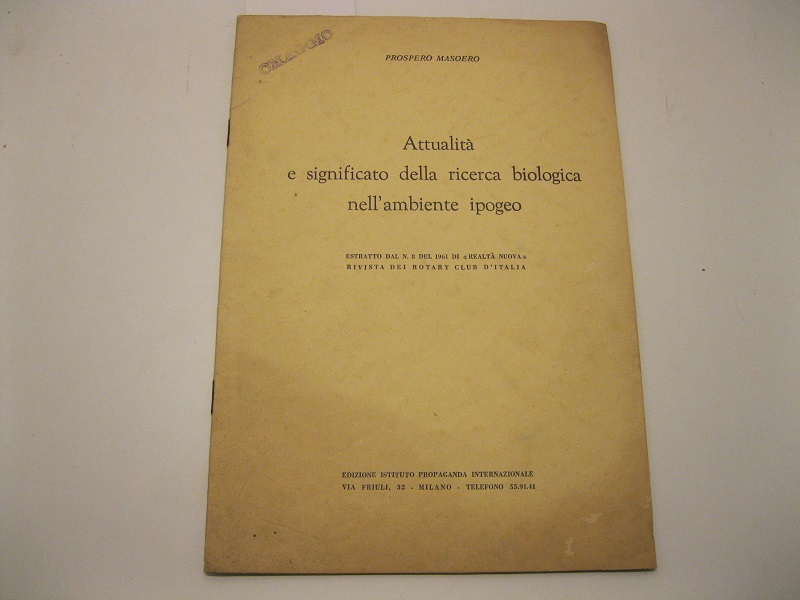 OMAGGIO
PROSPERO MASOERO
Attualità
e significato della ricerca biologica
nell'ambiente ipogeo
ESTRATTO DAL N. 8 DEL 1961 DI «REALTÀ NUOVA»
RIVISTA DEI ROTARY CLUB D'ITALIA
EDIZIONE ISTITUTO PROPAGANDA INTERNAZIONALE
VIA FRIULI, 32 - MILANO - TELEFONO 55.91.41